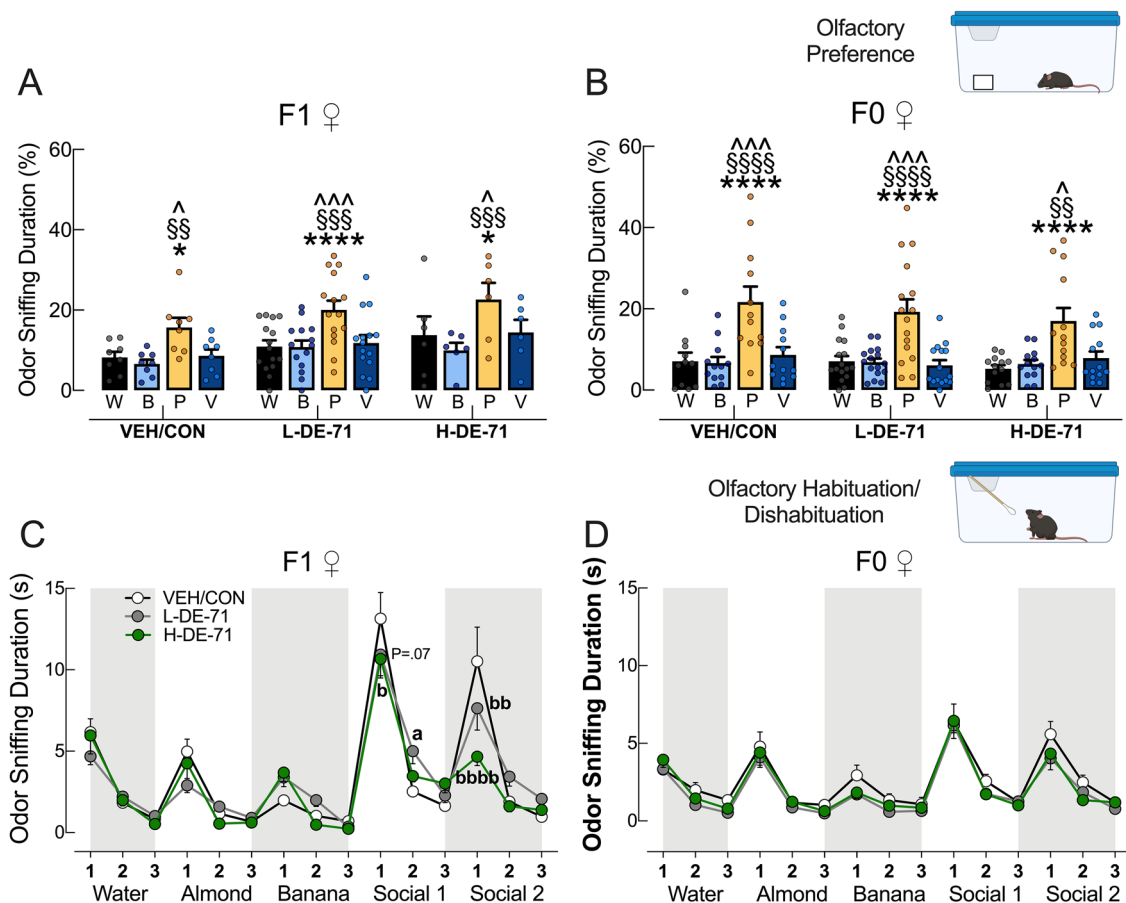 Olfactory
Preference
A
F1 ♀
Odor Sniffing Duration (%)
60
40
20
0
^
§§
*
^^^
§§§
****
^
§§§
*
W B P V W B P V W B P V
VEH/CON L-DE-71 H-DE-71
B
F0 ♀
Odor Sniffing Duration (%)
60
40
20
0
^^^
§§§§
****
^^^
§§§§
****
^
§§
****
W B P V W B P V W B P V
VEH/CON L-DE-71 H-DE-71
Olfactory Habituation/
Dishabituation
C
F1 ♀
Odor Sniffing Duration (s)
15
10
5
0
VEH/CON
L-DE-71
H-DE-71
P=.07
b
a
bb
bbbb
1 2 3 1 2 3 1 2 3 1 2 3 1 2 3
Water Almond Banana Social 1 Social 2
D
F0 ♀
Odor Sniffing Duration (s)
15
10
5
0
1 2 3 1 2 3 1 2 3 1 2 3 1 2 3
Water Almond Banana Social 1 Social 2